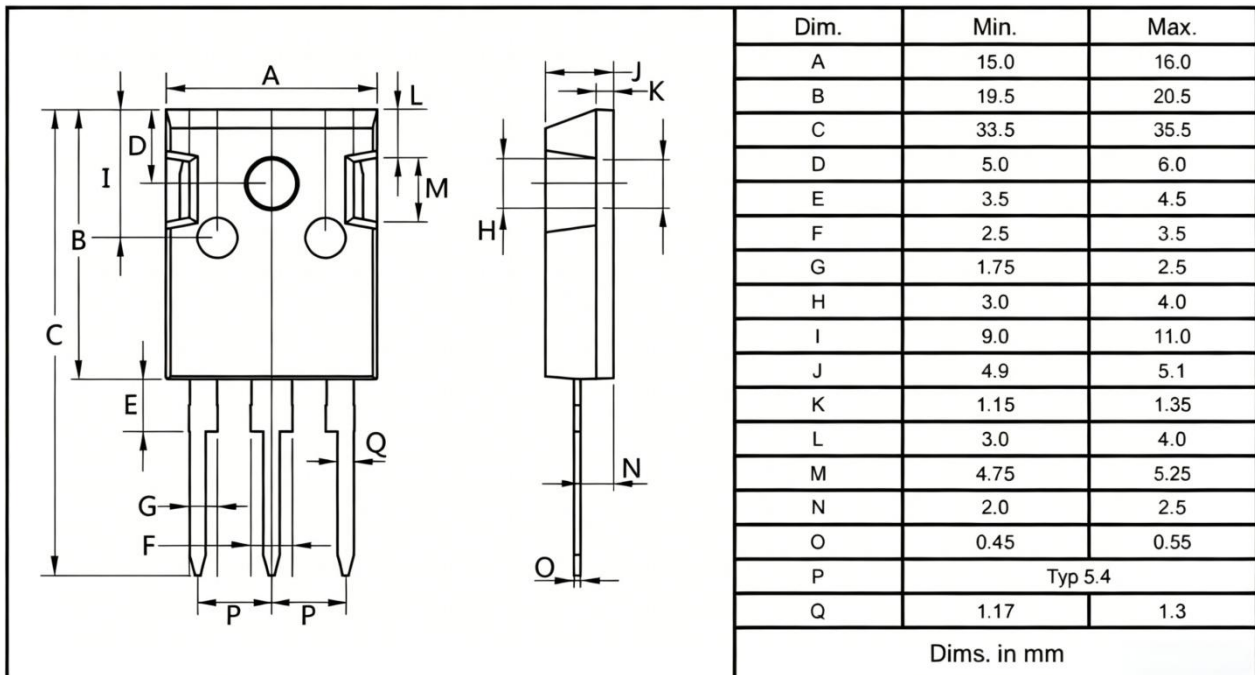 A
L
D
I
M
B
C
E
Q
G
F
P P
J
K
H
N
O
Dim. Min. Max.
A 15.0 16.0
B 19.5 20.5
C 33.5 35.5
D 5.0 6.0
E 3.5 4.5
F 2.5 3.5
G 1.75 2.5
H 3.0 4.0
I 9.0 11.0
J 4.9 5.1
K 1.15 1.35
L 3.0 4.0
M 4.75 5.25
N 2.0 2.5
O 0.45 0.55
P Typ 5.4
Q 1.17 1.3
Dims. in mm